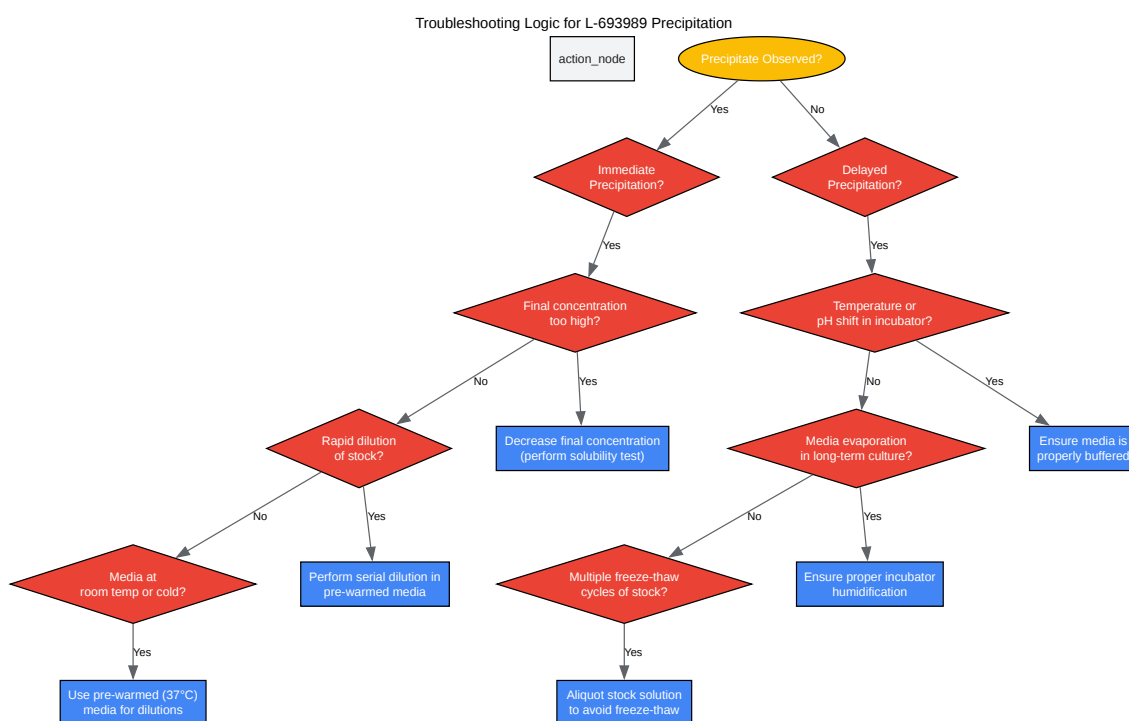 Troubleshooting Logic for L-693989 Precipitation
action_node
Precipitate Observed?
Yes
No
Immediate
Precipitation?
Delayed
Precipitation?
Yes
Yes
Final concentration
too high?
Temperature or
pH shift in incubator?
No
Yes
No
Yes
Rapid dilution
of stock?
Decrease final concentration
(perform solubility test)
Media evaporation
in long-term culture?
Ensure media is
properly buffered
No
Yes
No
Yes
Media at
room temp or cold?
Perform serial dilution in
pre-warmed media
Multiple freeze-thaw
cycles of stock?
Ensure proper incubator
humidification
Yes
Yes
Use pre-warmed (37°C)
media for dilutions
Aliquot stock solution
to avoid freeze-thaw